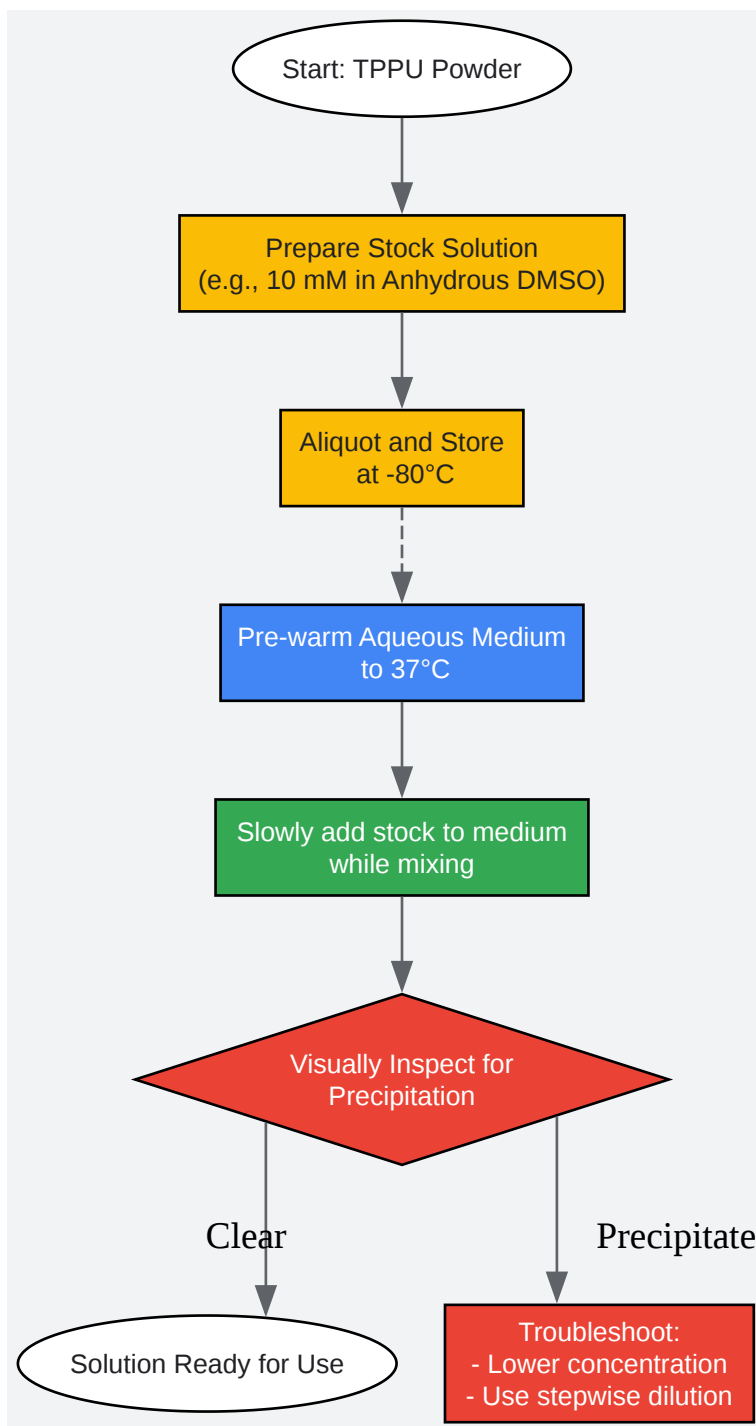 Start: TPPU Powder
Prepare Stock Solution
(e.g., 10 mM in Anhydrous DMSO)
Aliquot and Store
at -80°C
Pre-warm Aqueous Medium
to 37°C
Slowly add stock to medium
while mixing
Visually Inspect for
Precipitation
Clear
Precipitate
Solution Ready for Use
Troubleshoot:
- Lower concentration
- Use stepwise dilution